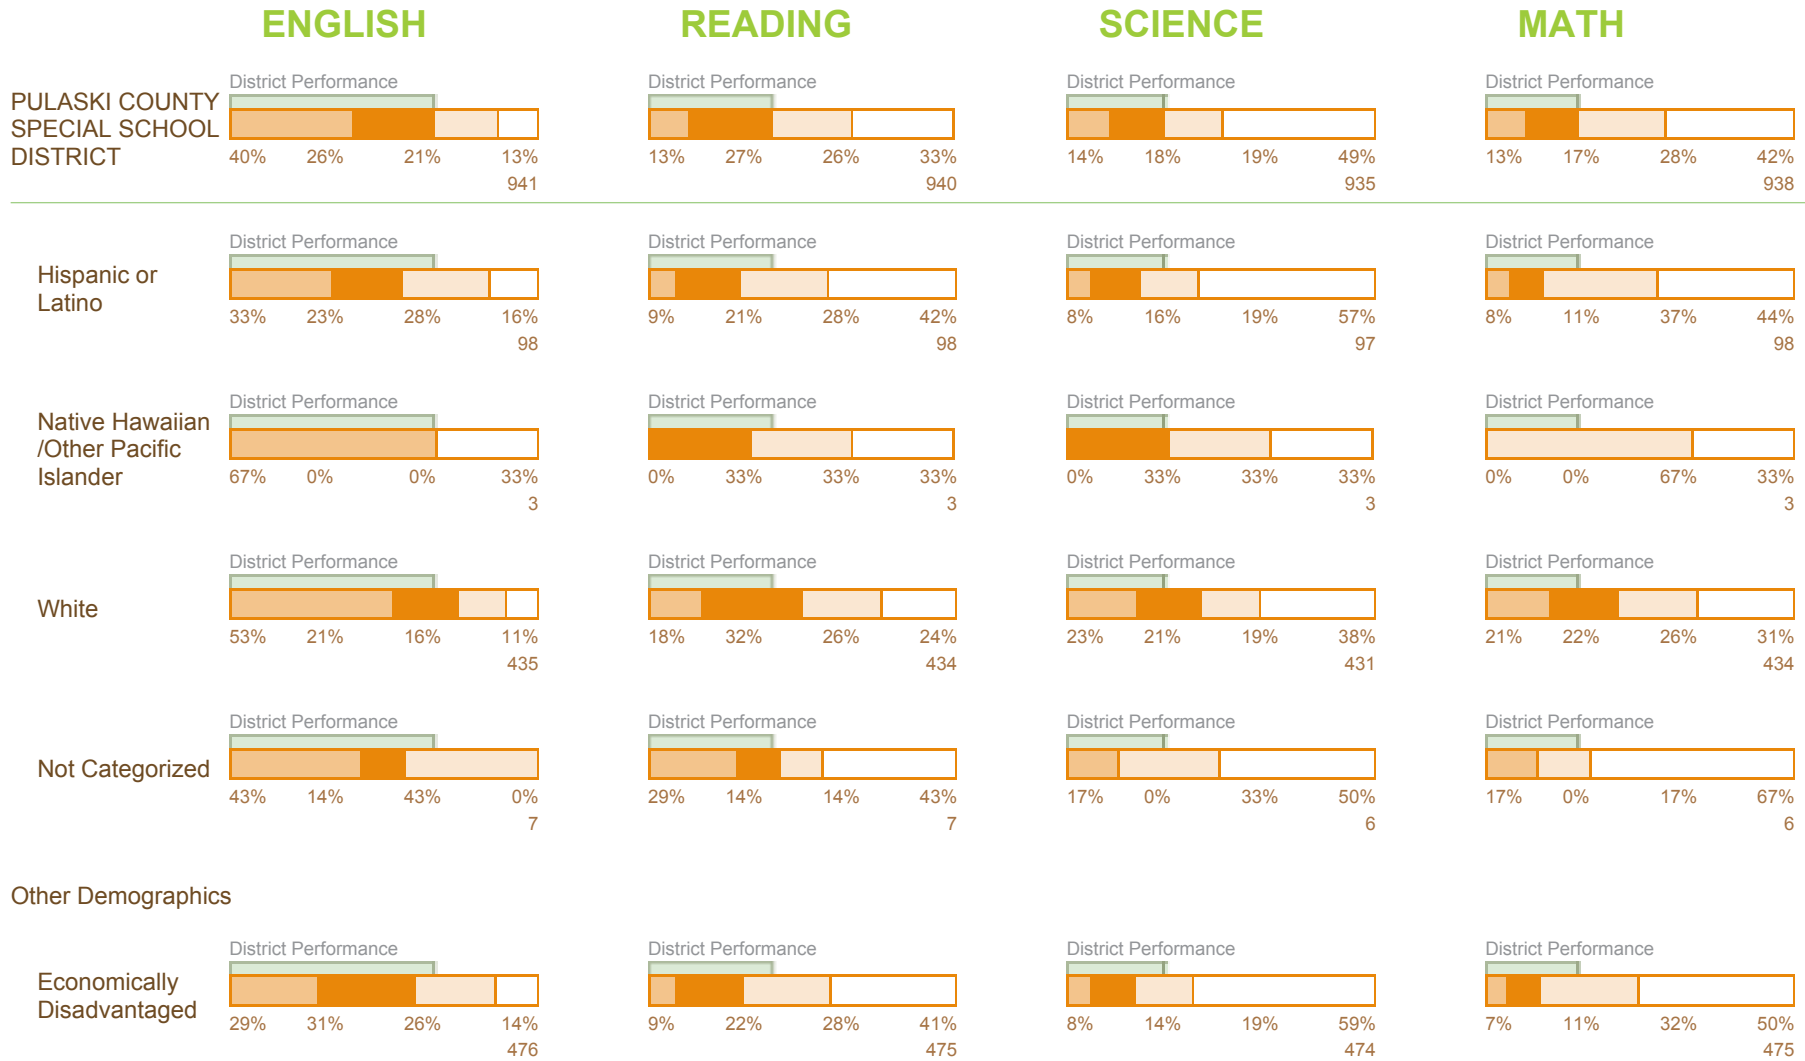 ENGLISH READING SCIENCE MATH
District Performance District Performance District Performance District Performance
PULASKI COUNTY
SPECIAL SCHOOL
DISTRICT
40% 26% 21% 13% 13% 27% 26% 33% 14% 18% 19% 49% 13% 17% 28% 42%
941 940 935 938
District Performance District Performance District Performance District Performance
Hispanic or
Latino
33% 23% 28% 16% 9% 21% 28% 42% 8% 16% 19% 57% 8% 11% 37% 44%
98 98 97 98
District Performance District Performance District Performance District Performance
Native Hawaiian
/Other Pacific
Islander
67% 0% 0% 33% 0% 33% 33% 33% 0% 33% 33% 33% 0% 0% 67% 33%
3 3 3 3
District Performance District Performance District Performance District Performance
White
53% 21% 16% 11% 18% 32% 26% 24% 23% 21% 19% 38% 21% 22% 26% 31%
435 434 431 434
District Performance District Performance District Performance District Performance
Not Categorized
43% 14% 43% 0% 29% 14% 14% 43% 17% 0% 33% 50% 17% 0% 17% 67%
7 7 6 6
Other Demographics
District Performance District Performance District Performance District Performance
Economically
Disadvantaged
29% 31% 26% 14% 9% 22% 28% 41% 8% 14% 19% 59% 7% 11% 32% 50%
476 475 474 475